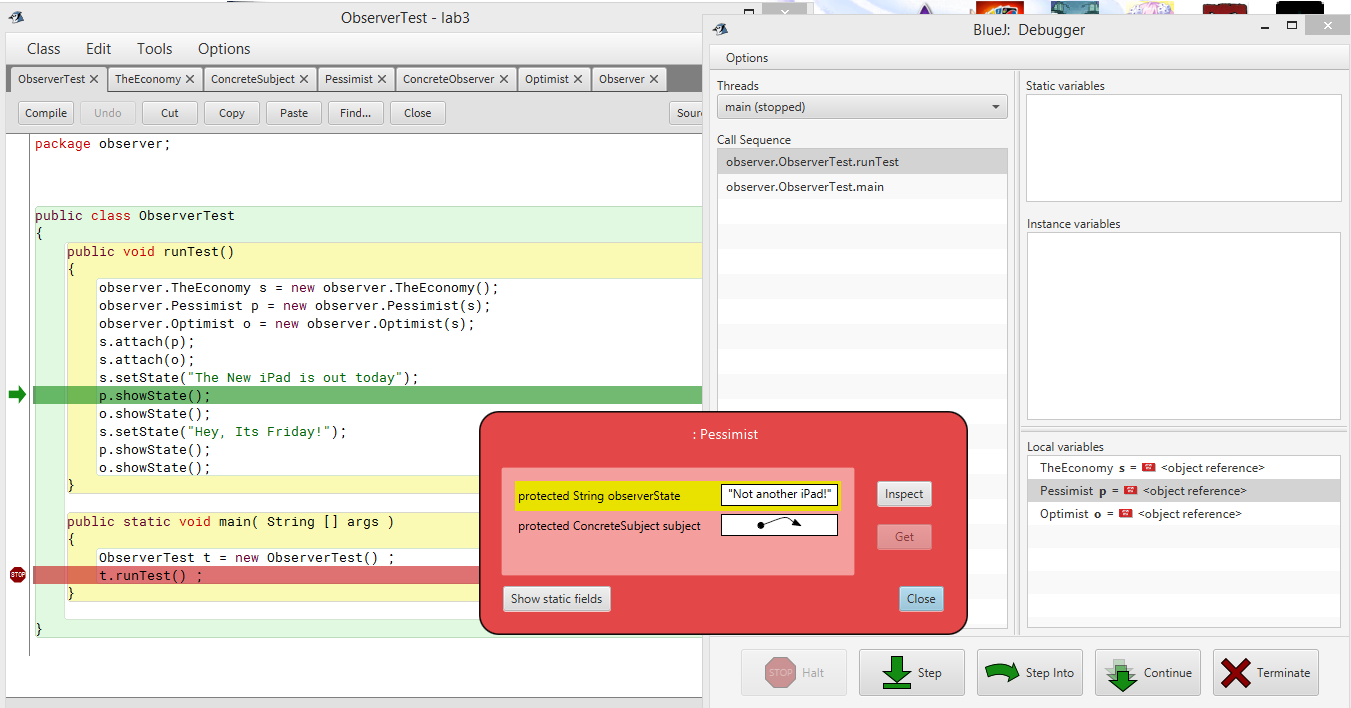 ObserverTest - lab3
Class Edit Tools Options
ObserverTest TheEconomy ConcreteSubject Pessimist ConcreteObserver Optimist Observer
Compile Undo Cut Copy Paste Find... Close Sour
package observer;
public class ObserverTest
{
public void runTest()
{
observer.TheEconomy s = new observer.TheEconomy();
observer.Pessimist p = new observer.Pessimist(s);
observer.Optimist o = new observer.Optimist(s);
s.attach(p);
s.attach(o);
s.setState("The New iPad is out today");
p.showState();
o.showState();
s.setState("Hey, Its Friday!");
p.showState();
o.showState();
}
public static void main( String [] args )
{
ObserverTest t = new ObserverTest() ;
STOP t.runTest() ;
}
}
: Pessimist
protected String observerState "Not another iPad!"
protected ConcreteSubject subject
Inspect
Get
Show static fields
Close
BlueJ: Debugger
Options
Threads
main (stopped)
Call Sequence
observer.ObserverTest.runTest
observer.ObserverTest.main
Static variables
Instance variables
Local variables
TheEconomy s = <object reference>
Pessimist p = <object reference>
Optimist o = <object reference>
STOP Halt Step Step Into Continue Terminate